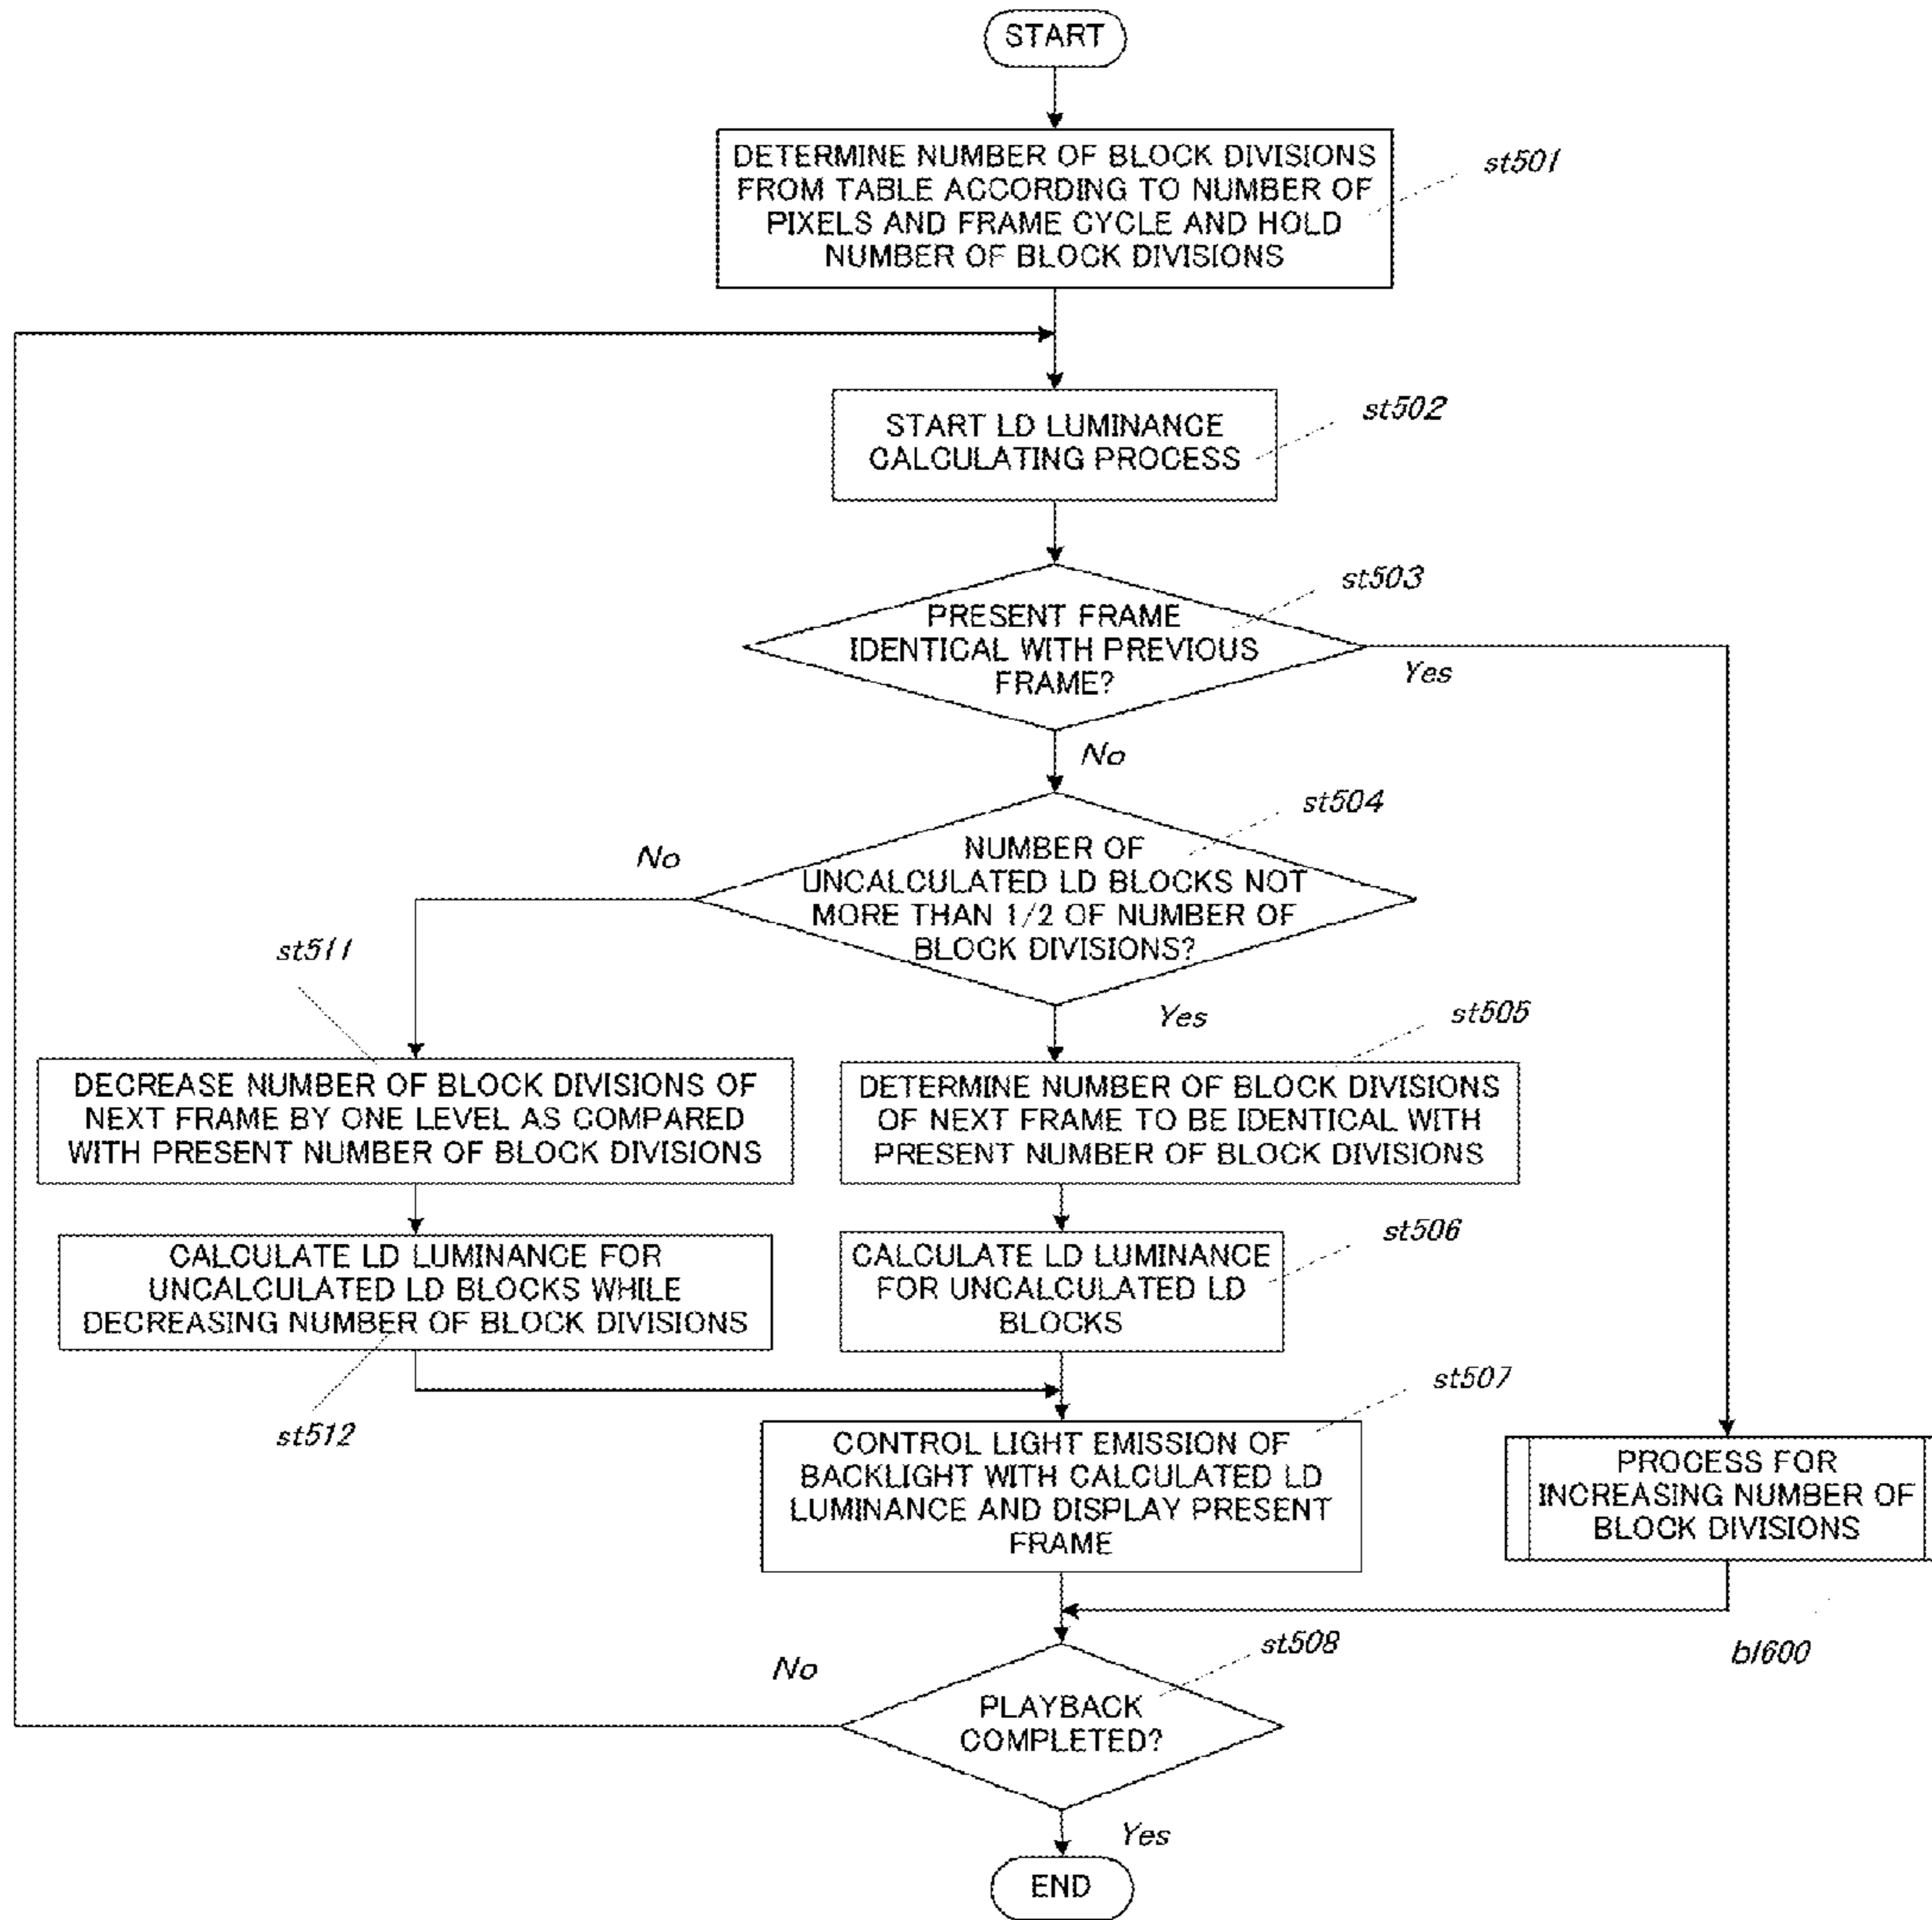 START
DETERMINE NUMBER OF BLOCK DIVISIONS
FROM TABLE ACCORDING TO NUMBER OF
PIXELS AND FRAME CYCLE AND HOLD
NUMBER OF BLOCK DIVISIONS
st501
START LD LUMINANCE
CALCULATING PROCESS
st502
PRESENT FRAME
IDENTICAL WITH PREVIOUS
FRAME?
st503
Yes
No
NUMBER OF
UNCALCULATED LD BLOCKS NOT
MORE THAN 1/2 OF NUMBER OF
BLOCK DIVISIONS?
st504
No
Yes
st511
DECREASE NUMBER OF BLOCK DIVISIONS OF
NEXT FRAME BY ONE LEVEL AS COMPARED
WITH PRESENT NUMBER OF BLOCK DIVISIONS
DETERMINE NUMBER OF BLOCK DIVISIONS
OF NEXT FRAME TO BE IDENTICAL WITH
PRESENT NUMBER OF BLOCK DIVISIONS
st505
CALCULATE LD LUMINANCE FOR
UNCALCULATED LD BLOCKS WHILE
DECREASING NUMBER OF BLOCK DIVISIONS
st512
CALCULATE LD LUMINANCE
FOR UNCALCULATED LD
BLOCKS
st506
CONTROL LIGHT EMISSION OF
BACKLIGHT WITH CALCULATED LD
LUMINANCE AND DISPLAY PRESENT
FRAME
st507
PROCESS FOR
INCREASING NUMBER OF
BLOCK DIVISIONS
bl600
PLAYBACK
COMPLETED?
st508
No
Yes
END